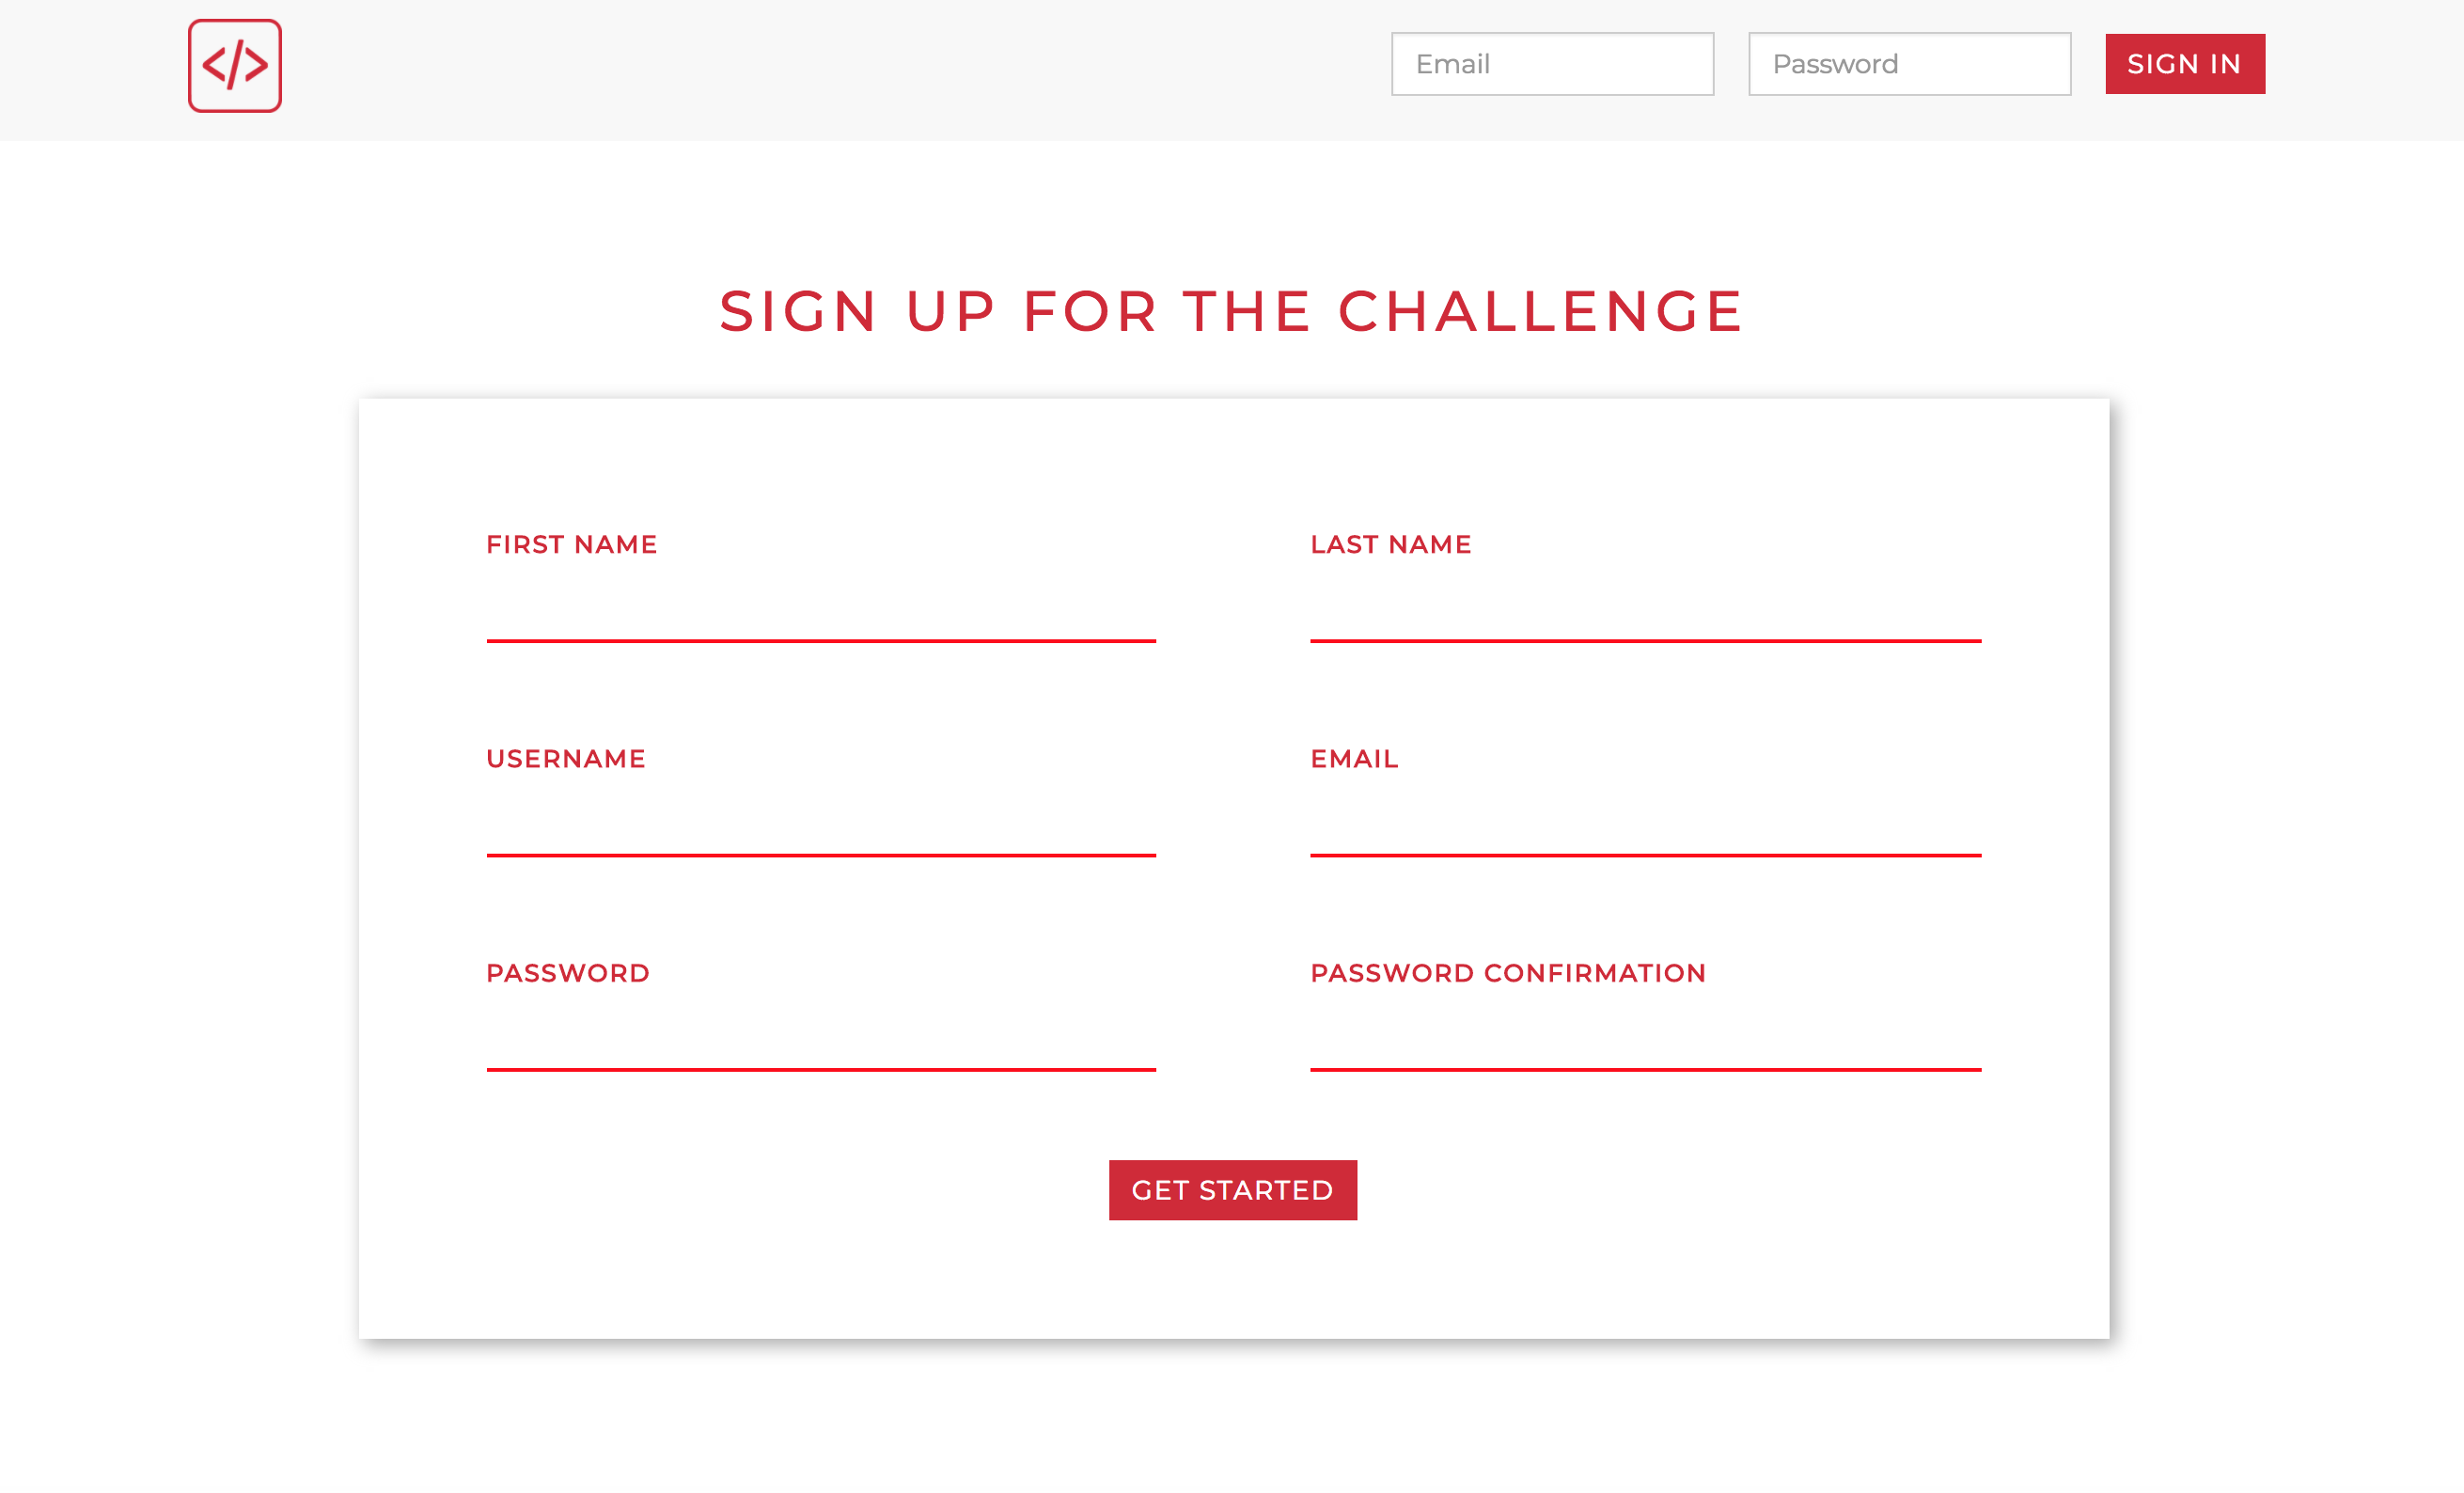 </>
Email Password SIGN IN
SIGN UP FOR THE CHALLENGE
FIRST NAME LAST NAME
USERNAME EMAIL
PASSWORD PASSWORD CONFIRMATION
GET STARTED